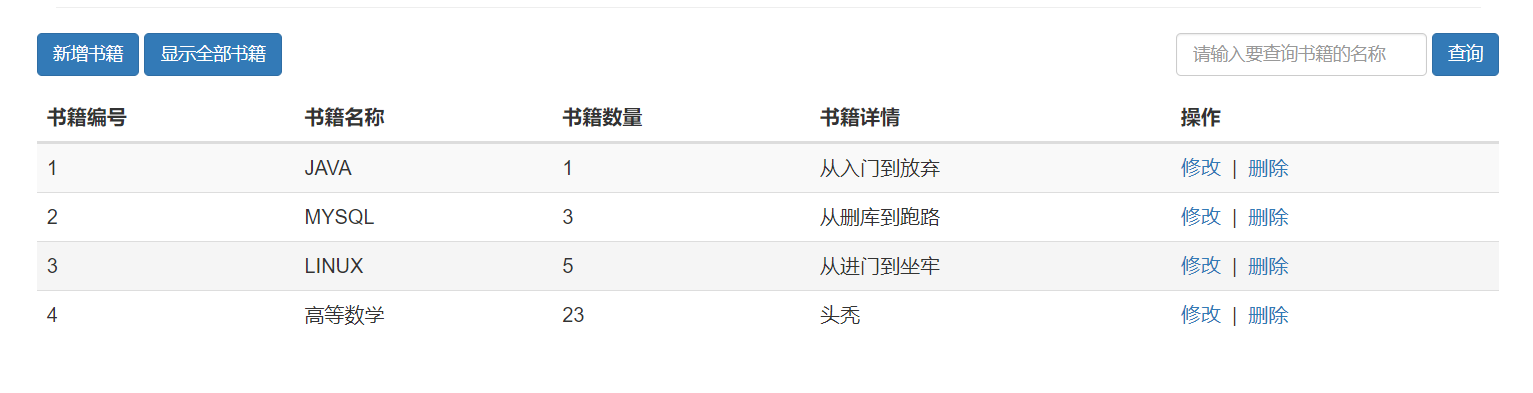 新增书籍 显示全部书籍 请输入要查询书籍的名称 查询
书籍编号 书籍名称 书籍数量 书籍详情 操作
1 JAVA 1 从入门到放弃 修改 | 删除
2 MYSQL 3 从删库到跑路 修改 | 删除
3 LINUX 5 从进门到坐牢 修改 | 删除
4 高等数学 23 头秃 修改 | 删除